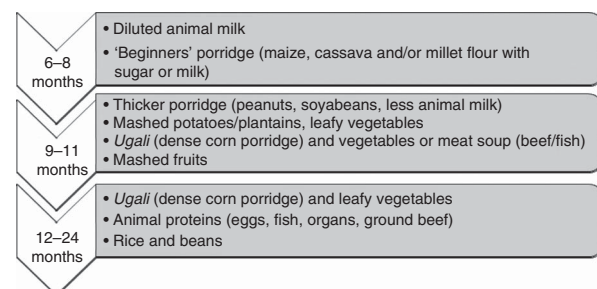 6–8
months
• Diluted animal milk
• ‘Beginners’ porridge (maize, cassava and/or millet flour with
sugar or milk)
9–11
months
• Thicker porridge (peanuts, soyabeans, less animal milk)
• Mashed potatoes/plantains, leafy vegetables
• Ugali (dense corn porridge) and vegetables or meat soup (beef/fish)
• Mashed fruits
12–24
months
• Ugali (dense corn porridge) and leafy vegetables
• Animal proteins (eggs, fish, organs, ground beef)
• Rice and beans